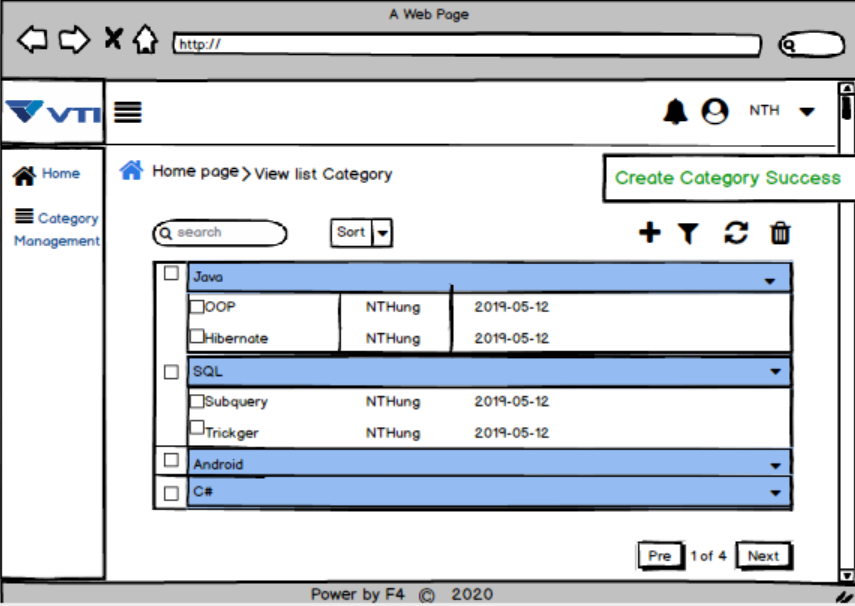 A Web Page
http://
VTI
NTH
Home
Home page > View list Category
Create Category Success
Category
Management
search
Sort
Java
OOP NTHung 2019-05-12
Hibernate NTHung 2019-05-12
SQL
Subquery NTHung 2019-05-12
Trickger NTHung 2019-05-12
Android
C#
Pre 1 of 4 Next
Power by F4 © 2020